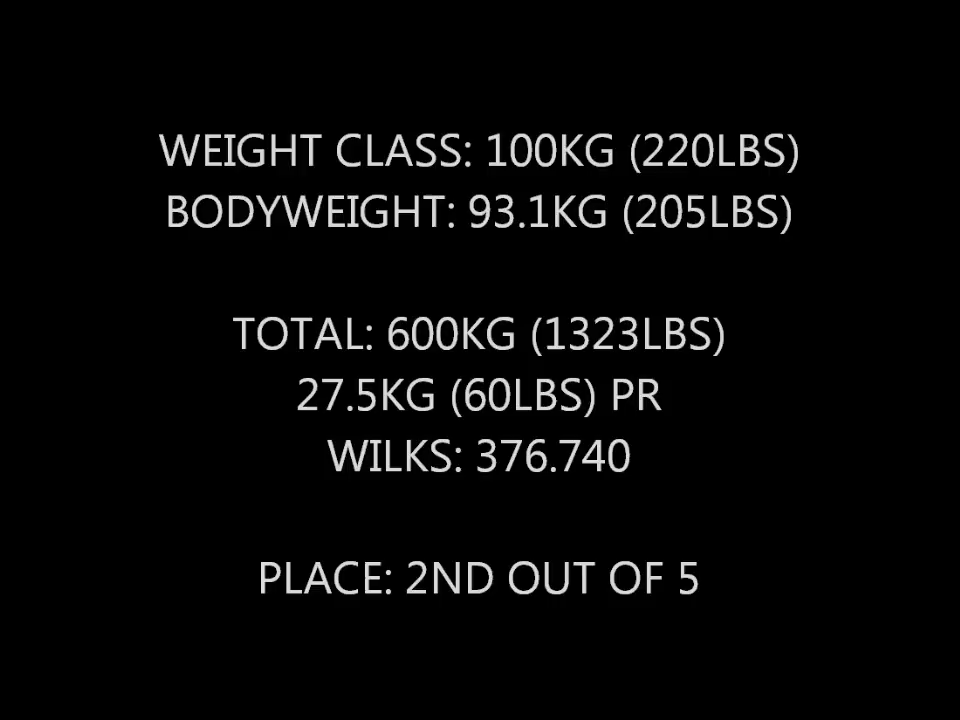 WEIGHT CLASS: 100KG (220LBS)
BODYWEIGHT: 93.1KG (205LBS)
TOTAL: 600KG (1323LBS)
27.5KG (60LBS) PR
WILKS: 376.740
PLACE: 2ND OUT OF 5